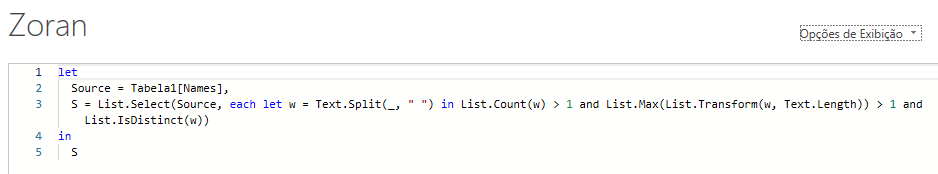 Zoran
Opções de Exibição
1 let
2 Source = Tabela1[Names],
3 S = List.Select(Source, each let w = Text.Split(_, " ") in List.Count(w) > 1 and List.Max(List.Transform(w, Text.Length)) > 1 and
List.IsDistinct(w))
4 in
5 S